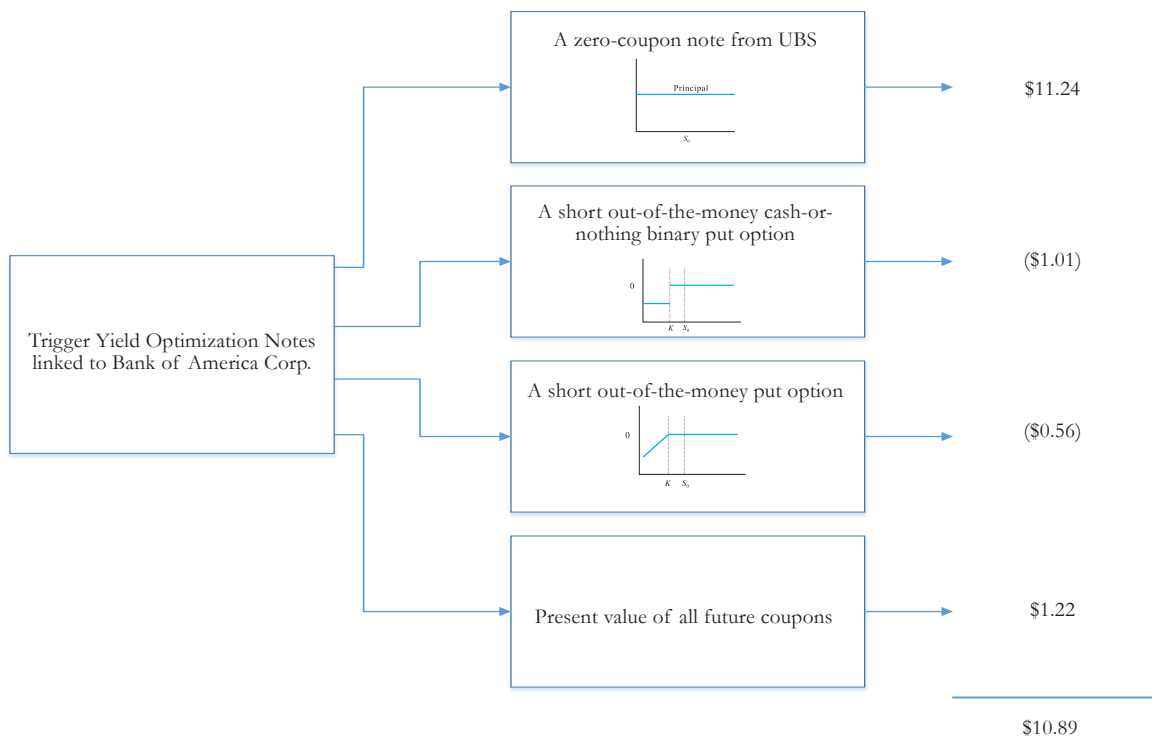 A zero-coupon note from UBS
Principal
S₀
$11.24
A short out-of-the-money cash-or-
nothing binary put option
0
K S₀
($1.01)
Trigger Yield Optimization Notes
linked to Bank of America Corp.
A short out-of-the-money put option
0
K S₀
($0.56)
Present value of all future coupons
$1.22
$10.89